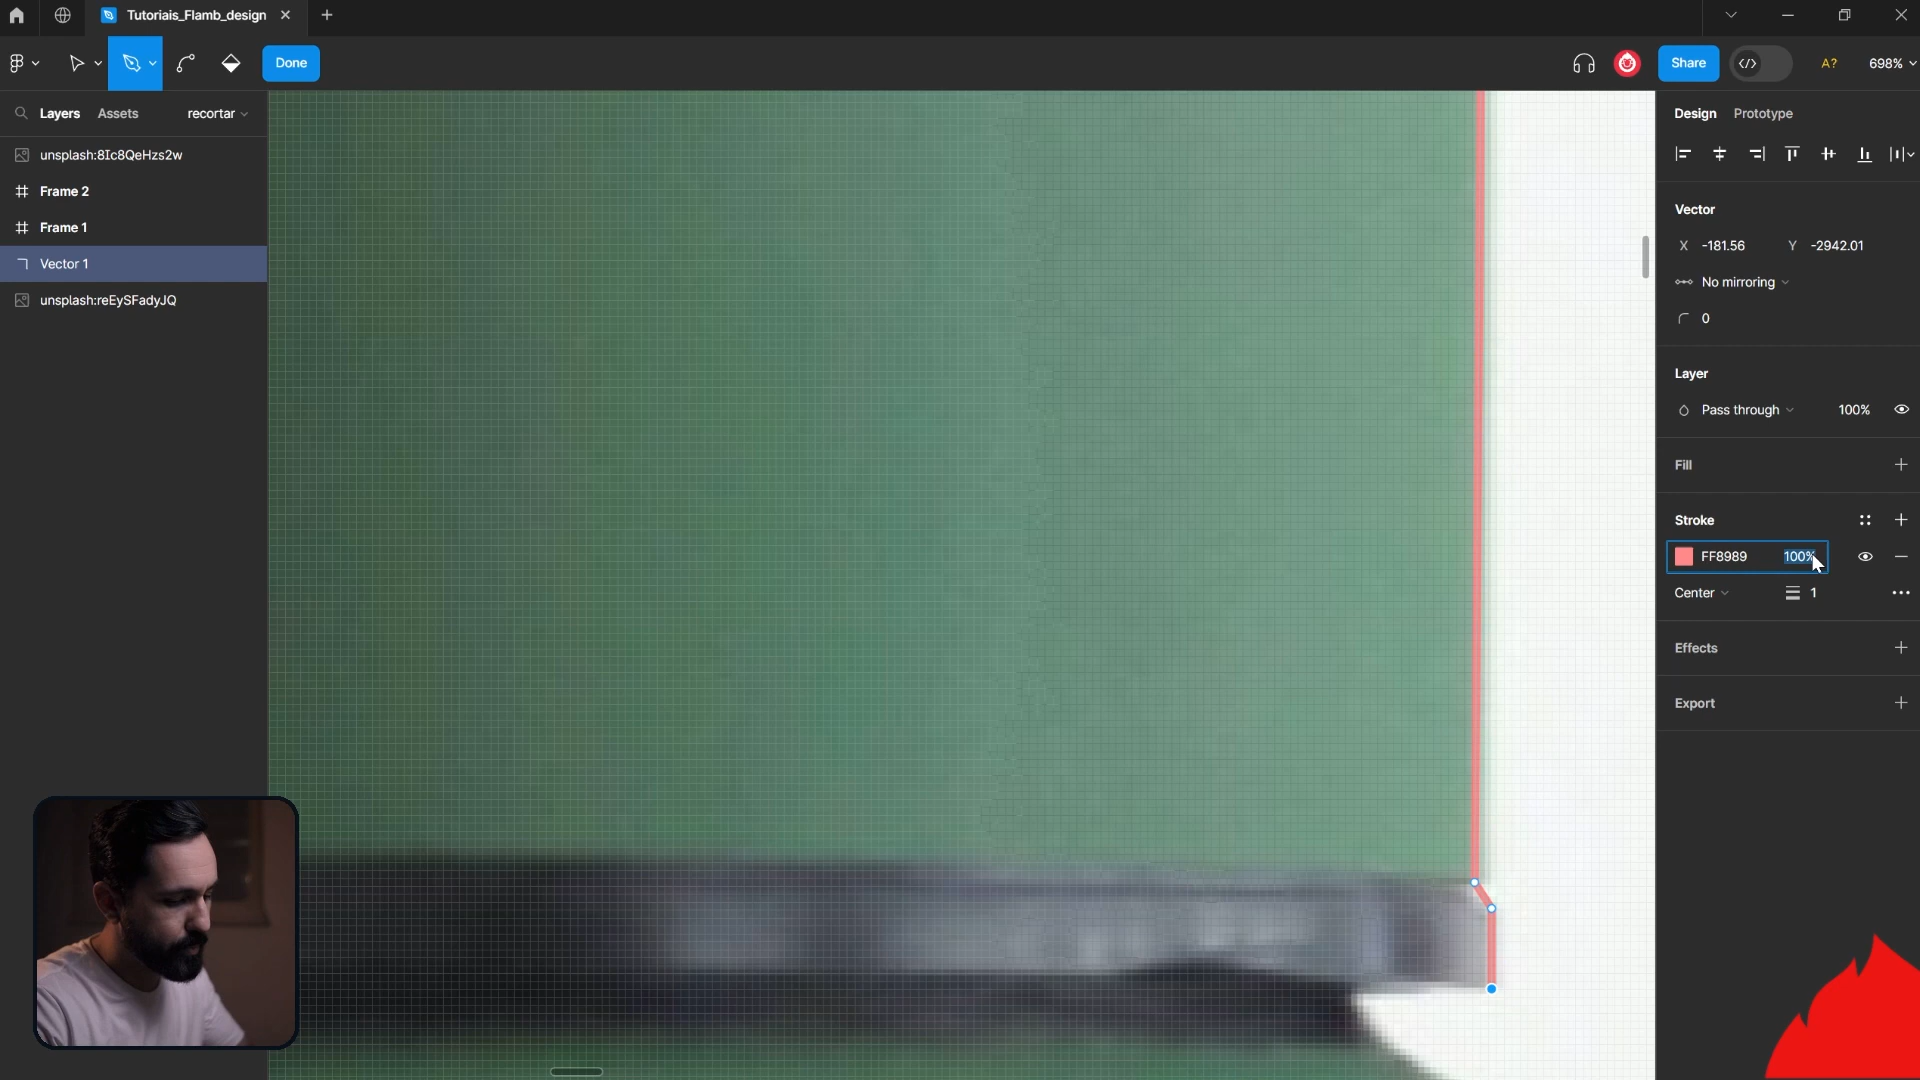 Tutoriais_Flamb_design
Done
Share
A?
698%
Layers
Assets
recortar
unsplash:8Ic8QeHzs2w
Frame 2
Frame 1
Vector 1
unsplash:reEySFadyJQ
Design
Prototype
Vector
X -181.56
Y -2942.01
No mirroring
0
Layer
Pass through
100%
Fill
Stroke
FF8989
100%
Center
1
Effects
Export